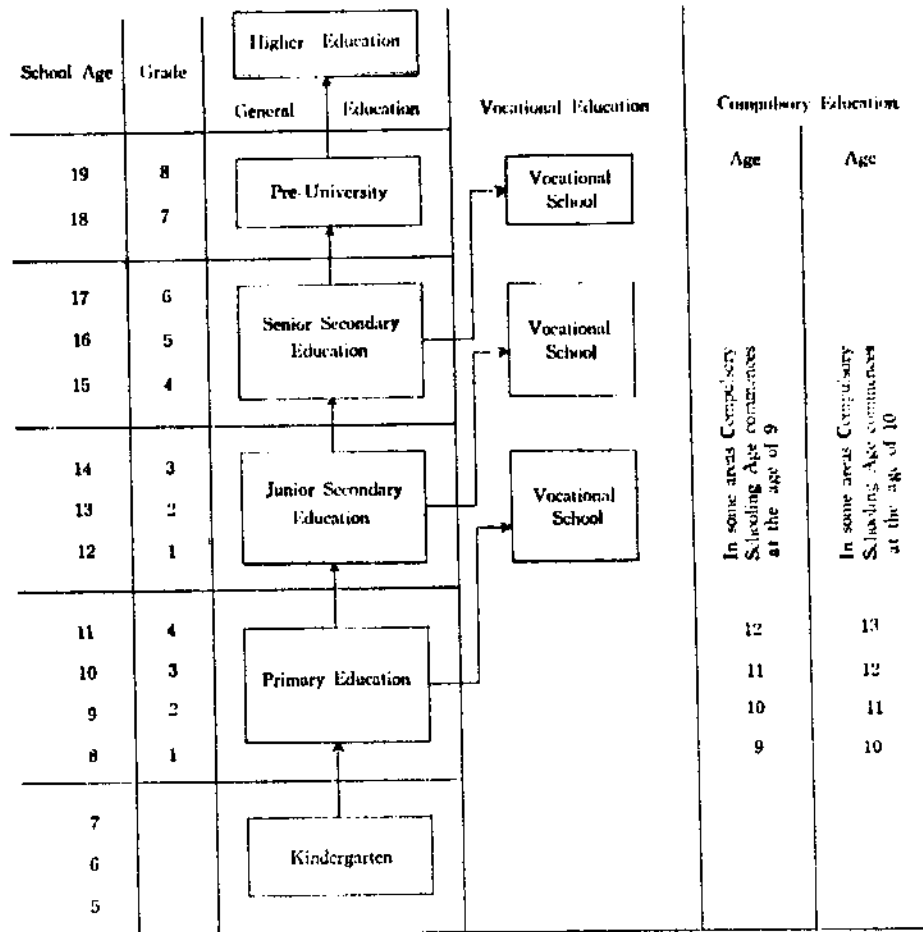 Higher Education
School Age Grade
General Education Vocational Education Compulsory Education
Age Age
19 8
18 7
Pre-University
Vocational
School
17 6
16 5
15 4
Senior Secondary
Education
Vocational
School
14 3
13 2
12 1
Junior Secondary
Education
Vocational
School
In some areas Compulsory
Schooling Age commences
at the age of 9
In some areas Compulsory
Schooling Age commences
at the age of 10
11 4 12 13
10 3 11 12
Primary Education
9 2 10 11
8 1 9 10
7
6
5
Kindergarten